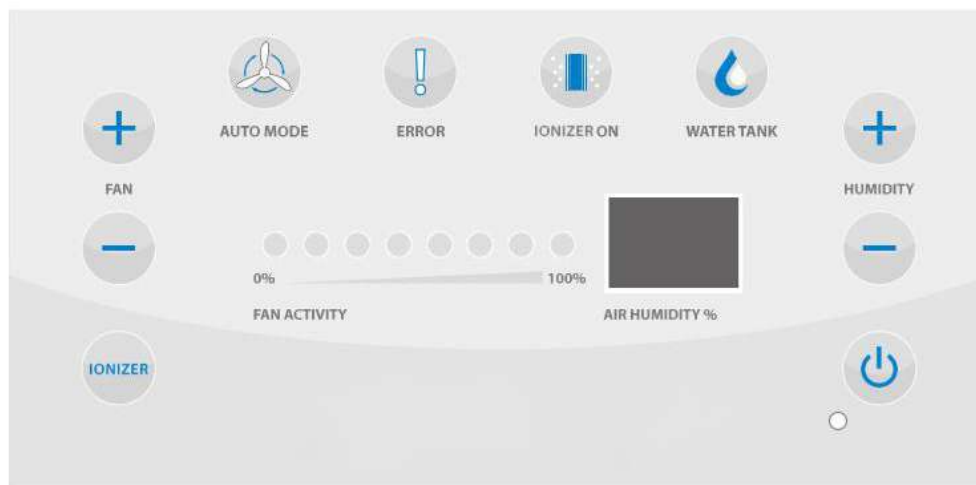 AUTO MODE
ERROR
IONIZER ON
WATER TANK
FAN
HUMIDITY
0%
100%
FAN ACTIVITY
AIR HUMIDITY %
IONIZER